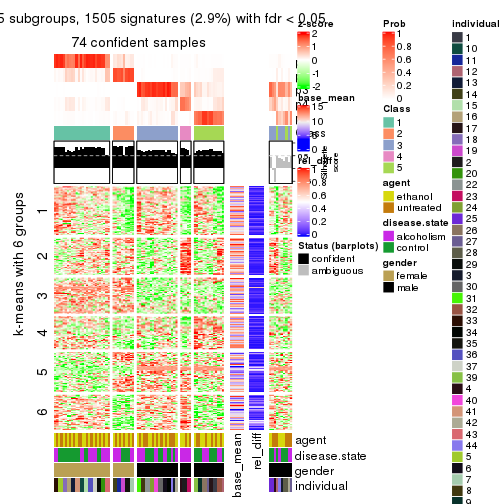 5 subgroups, 1505 signatures (2.9%) with fdr < 0.05
74 confident samples
k-means with 6 groups
1
2
3
4
5
6
agent
disease.state
gender
individual
base_mean
rel_diff
z-score
2
1
0
-1
-2
base_mean
15
10
5
0
rel_diff
1
0.8
0.6
0.4
0.2
0
Status (barplots)
confident
ambiguous
Prob
1
0.8
0.6
0.4
0.2
0
Class
1
2
3
4
5
agent
ethanol
untreated
disease.state
alcoholism
control
gender
female
male
individual
1
10
11
12
13
14
15
16
17
18
19
2
20
22
23
24
25
26
27
28
29
3
30
31
32
33
34
35
36
37
39
4
40
41
42
43
44
5
6
7
8
9